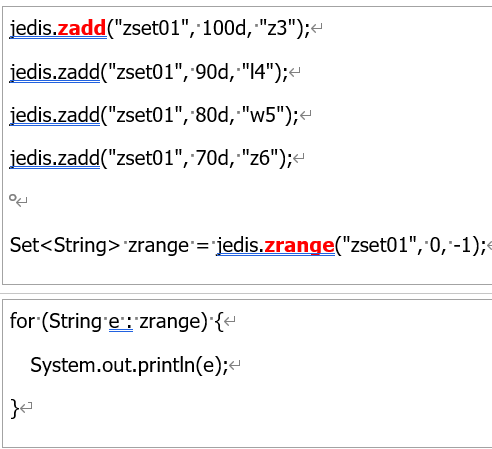 jedis.zadd("zset01", 100d, "z3");
jedis.zadd("zset01", 90d, "l4");
jedis.zadd("zset01", 80d, "w5");
jedis.zadd("zset01", 70d, "z6");
Set<String> zrange = jedis.zrange("zset01", 0, -1);
for (String e : zrange) {
System.out.println(e);
}